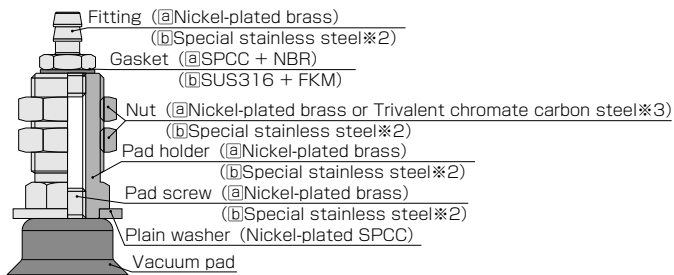 Fitting (ⓐNickel-plated brass)
(ⓑSpecial stainless steel※2)
Gasket (ⓐSPCC + NBR)
(ⓑSUS316 + FKM)
Nut (ⓐNickel-plated brass or Trivalent chromate carbon steel※3)
(ⓑSpecial stainless steel※2)
Pad holder (ⓐNickel-plated brass)
(ⓑSpecial stainless steel※2)
Pad screw (ⓐNickel-plated brass)
(ⓑSpecial stainless steel※2)
Plain washer (Nickel-plated SPCC)
Vacuum pad